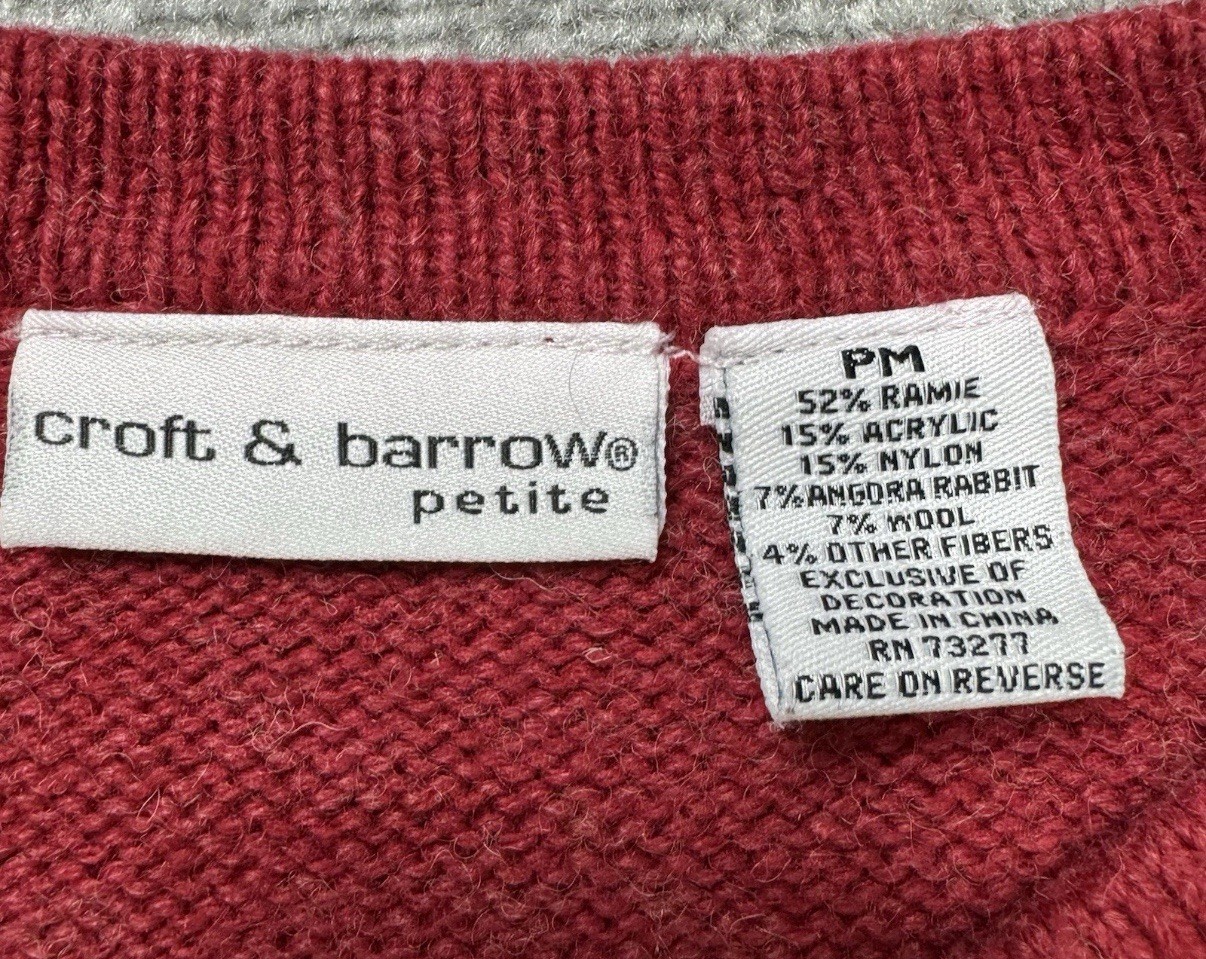 croft & barrow®
petite
PM
52% RAMIE
15% ACRYLIC
15% NYLON
7% ANGORA RABBIT
7% WOOL
4% OTHER FIBERS
EXCLUSIVE OF
DECORATION
MADE IN CHINA
RN 73277
CARE ON REVERSE